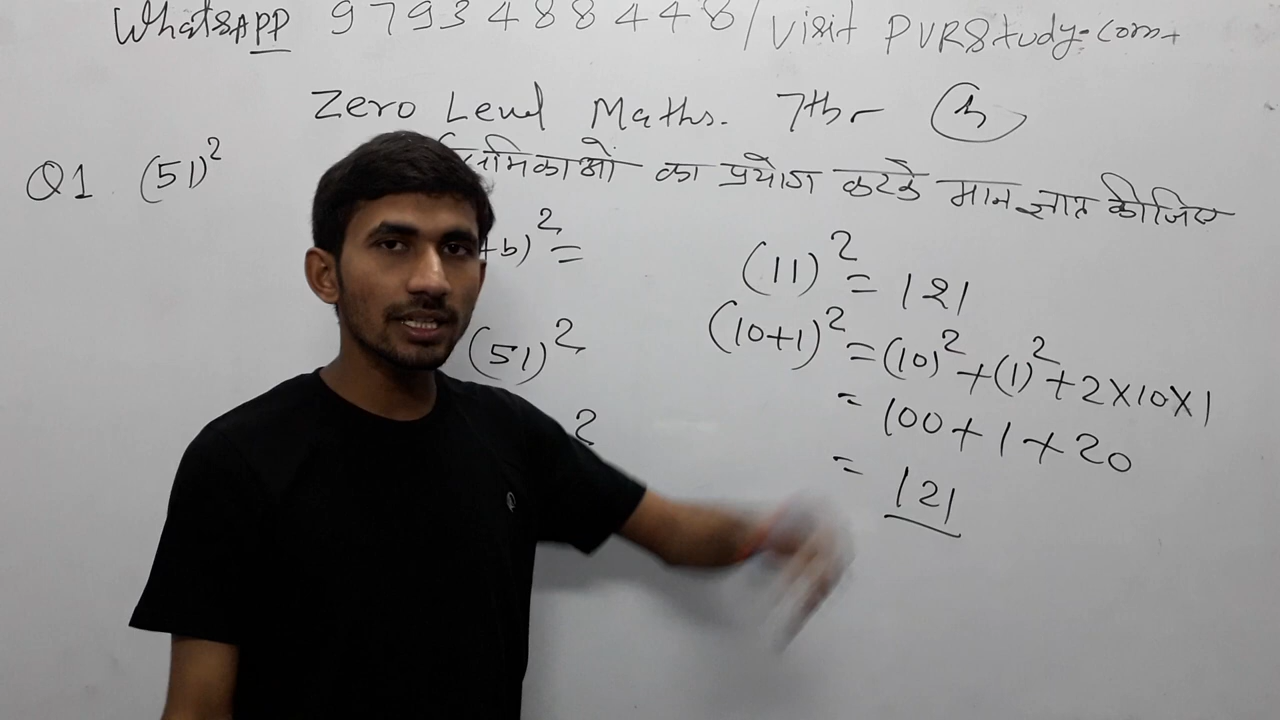 WhatsAPP 9793488448/Visit PVRStudy.com
Zero Level Maths. 7th
Q1 (51)² का प्रयोग करके मान ज्ञात कीजिए
+b)² =
(11)² = 121
(51)²
(10+1)² = (10)² + (1)² + 2×10×1
2
= 100 + 1 + 20
= 121